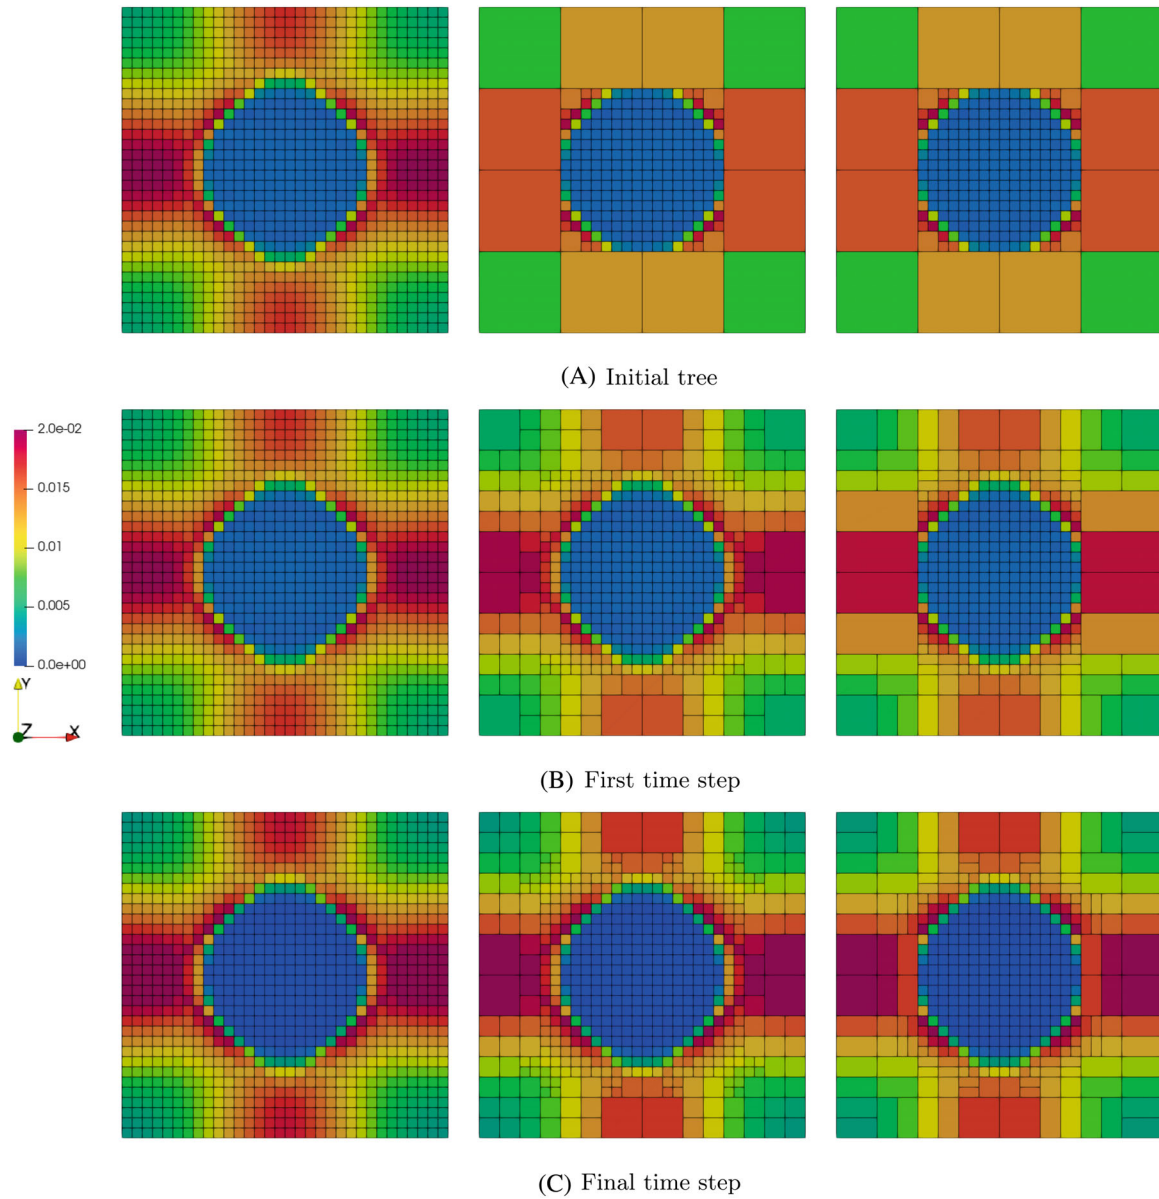 (A) Initial tree
2.0e-02
0.015
0.01
0.005
0.0e+00
Y
Z
X
(B) First time step
(C) Final time step